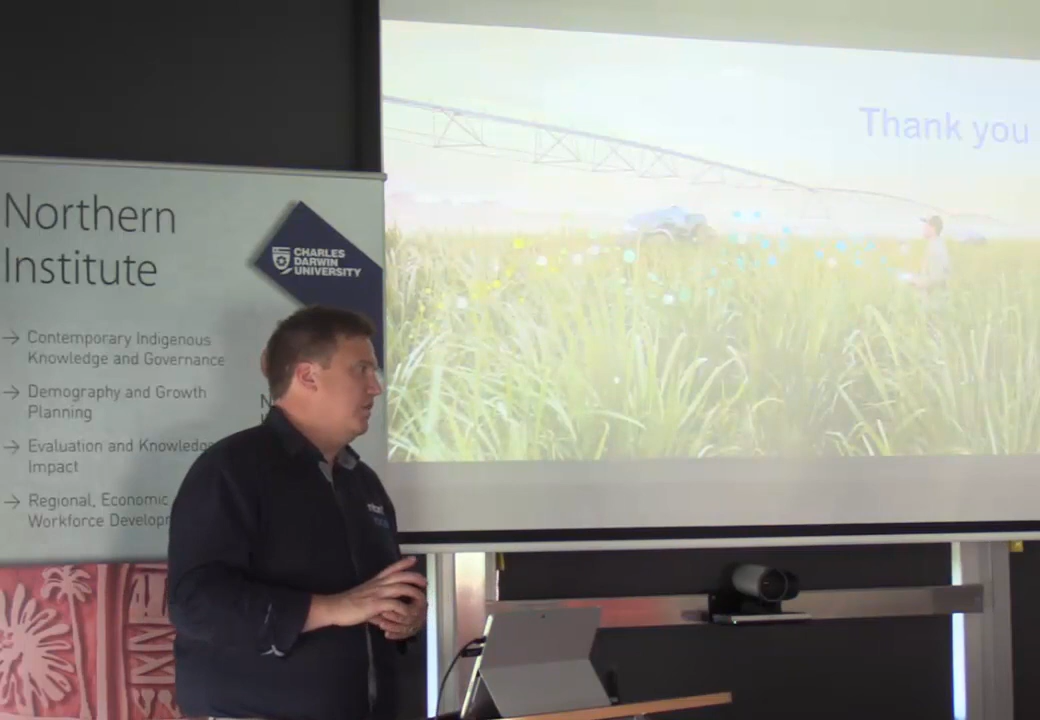 Northern
Institute
CHARLES
DARWIN
UNIVERSITY
→ Contemporary Indigenous
Knowledge and Governance
→ Demography and Growth
Planning
→ Evaluation and Knowledge
Impact
→ Regional, Economic
Workforce
Thank you